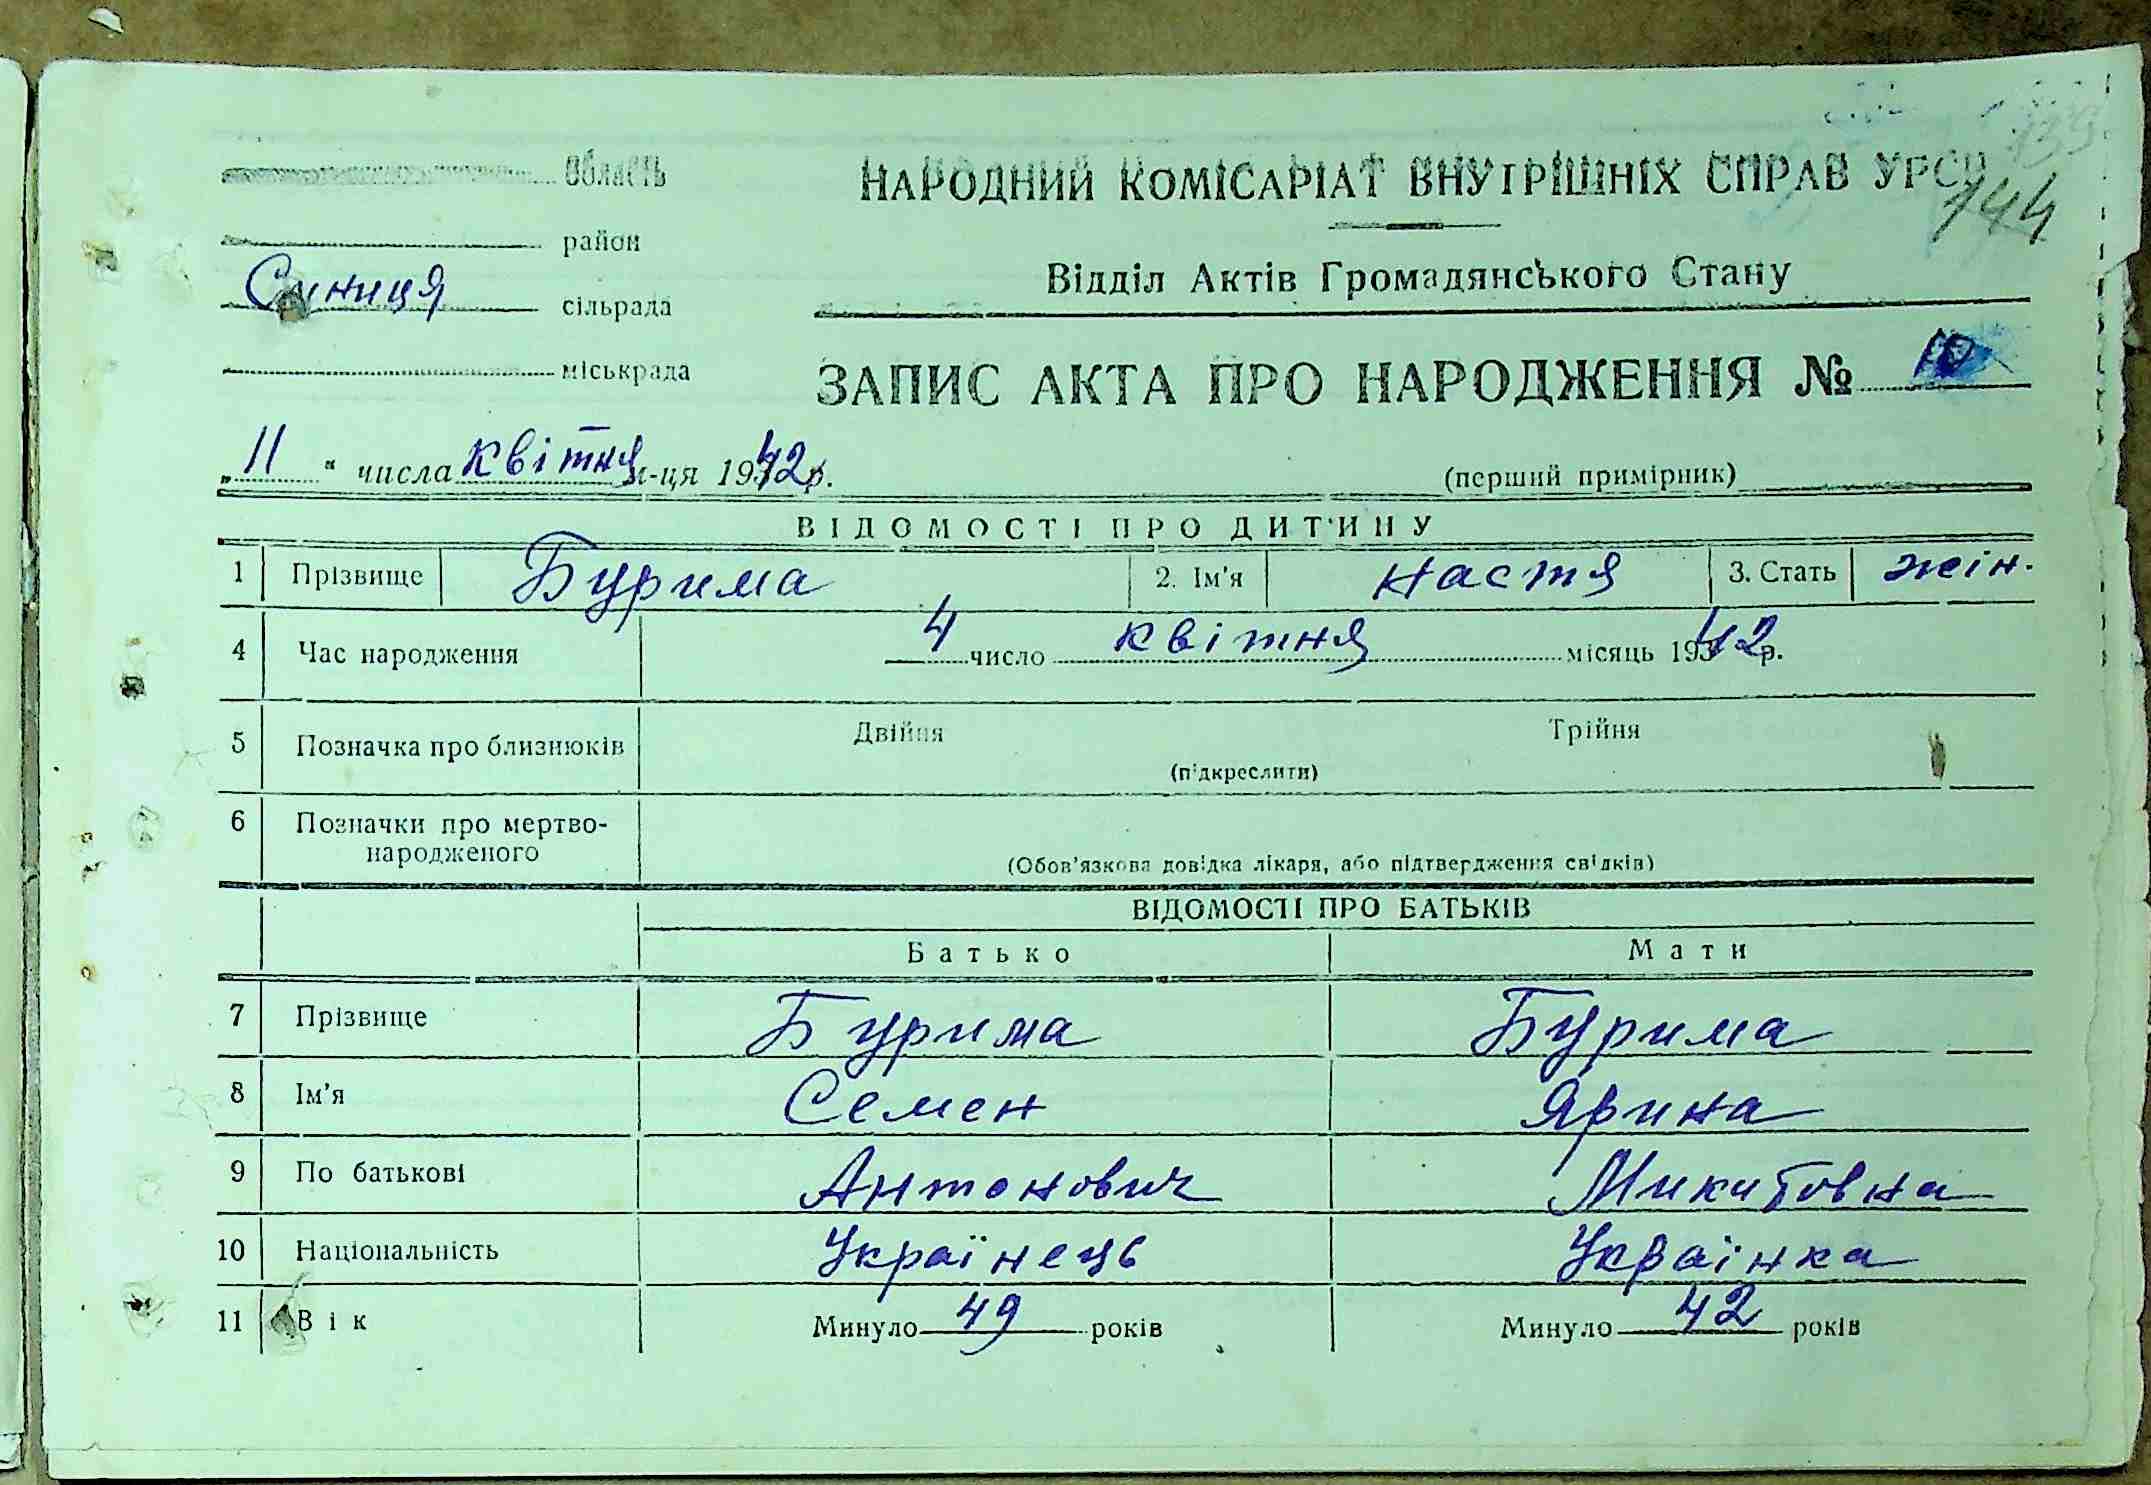 область
НАРОДНИЙ КОМІСАРІАТ ВНУТРІШНІХ СПРАВ УРСР
144
район
Синиця сільрада
Відділ Актів Громадянського Стану
міськрада
ЗАПИС АКТА ПРО НАРОДЖЕННЯ № 10
„11“ числа квітня м-ця 1942 р.
(перший примірник)
ВІДОМОСТІ ПРО ДИТИНУ
1 Прізвище Бурима 2. Ім'я Настя 3. Стать жін.
4 Час народження 4 число квітня місяць 1942 р.
5 Позначка про близнюків Двійня Трійня
(підкреслити)
6 Позначки про мертво-
народженого
(Обов'язкова довідка лікаря, або підтвердження свідків)
ВІДОМОСТІ ПРО БАТЬКІВ
Батько Мати
7 Прізвище Бурима Бурима
8 Ім'я Семен Ярина
9 По батькові Антонович Микитовна
10 Національність Українець Українка
11 Вік Минуло 49 років Минуло 42 років